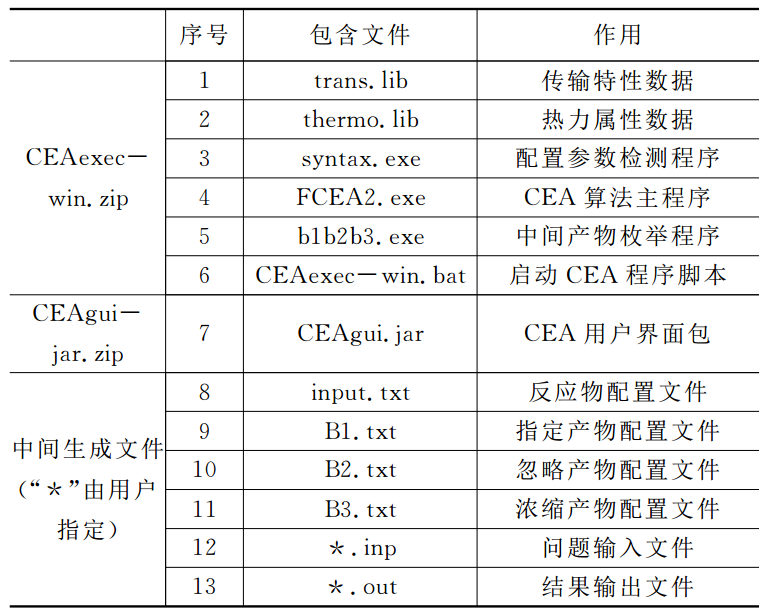 序号 包含文件 作用
CEAexec－win.zip
1 trans.lib 传输特性数据
2 thermo.lib 热力属性数据
3 syntax.exe 配置参数检测程序
4 FCEA2.exe CEA 算法主程序
5 b1b2b3.exe 中间产物枚举程序
6 CEAexec－win.bat 启动 CEA 程序脚本
CEAgui－jar.zip
7 CEAgui.jar CEA 用户界面包
中间生成文件
(“＊”由用户
指定)
8 input.txt 反应物配置文件
9 B1.txt 指定产物配置文件
10 B2.txt 忽略产物配置文件
11 B3.txt 浓缩产物配置文件
12 ＊.inp 问题输入文件
13 ＊.out 结果输出文件